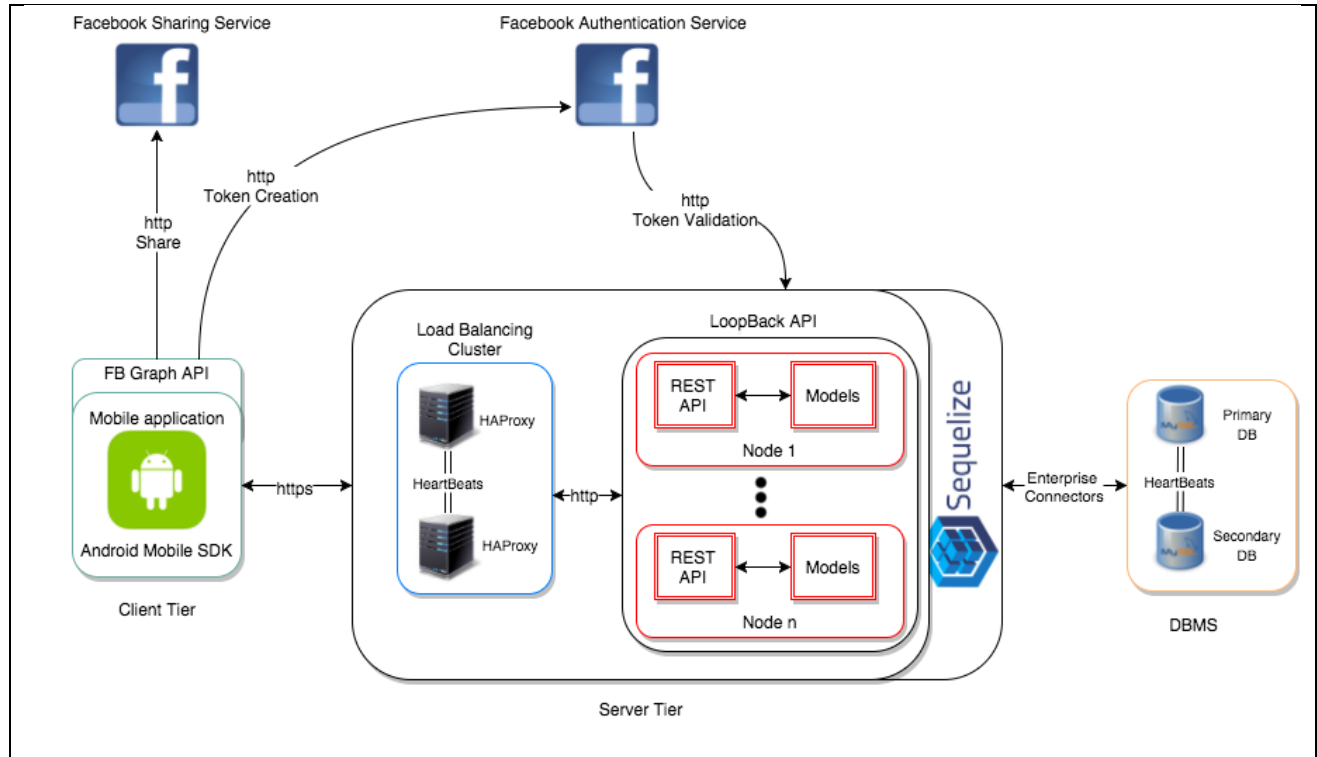 Facebook Sharing Service
Facebook Authentication Service
http
Token Creation
http
Token Validation
http
Share
LoopBack API
Load Balancing
Cluster
FB Graph API
Mobile application
Android Mobile SDK
Client Tier
https
HAProxy
HeartBeats
HAProxy
http
REST
API
Models
Node 1
REST
API
Models
Node n
Sequelize
Server Tier
Enterprise
Connectors
Primary
DB
HeartBeats
Secondary
DB
DBMS